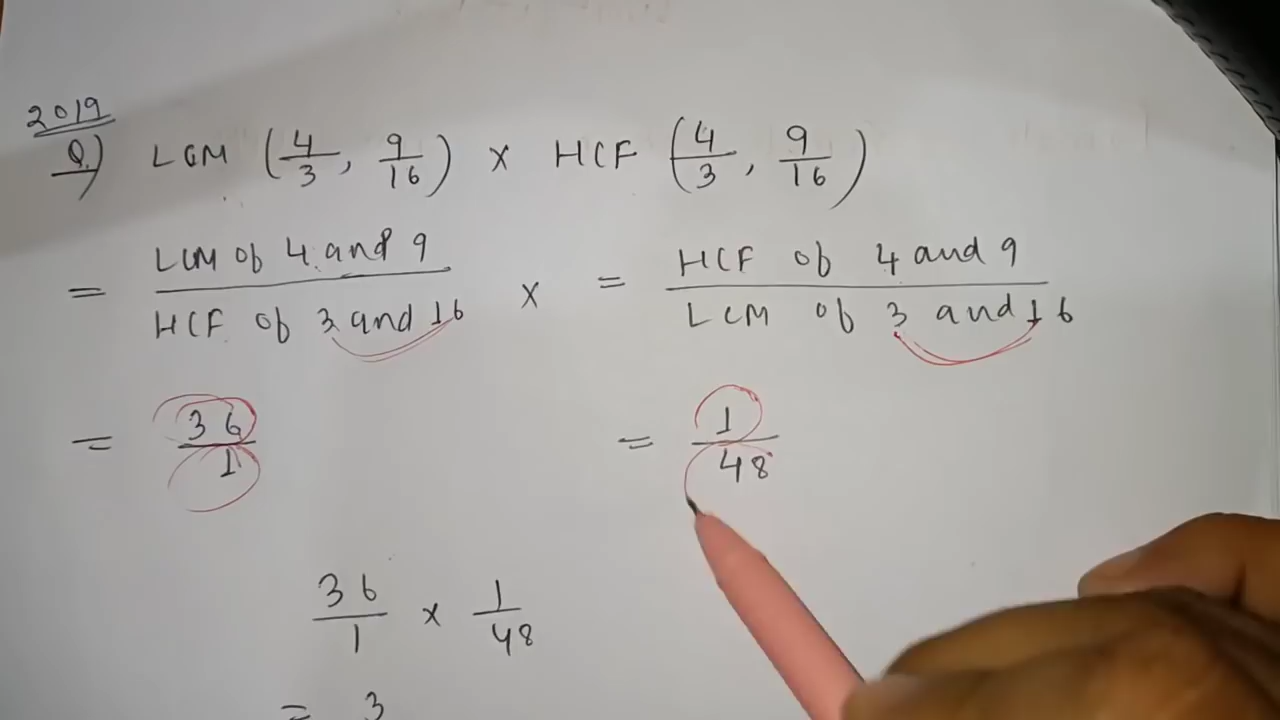 2019
Q) LCM (4/3, 9/16) x HCF (4/3, 9/16)
= LCM of 4 and 9 / HCF of 3 and 16 x = HCF of 4 and 9 / LCM of 3 and 16
= 36/1 = 1/48
36/1 x 1/48
= 3